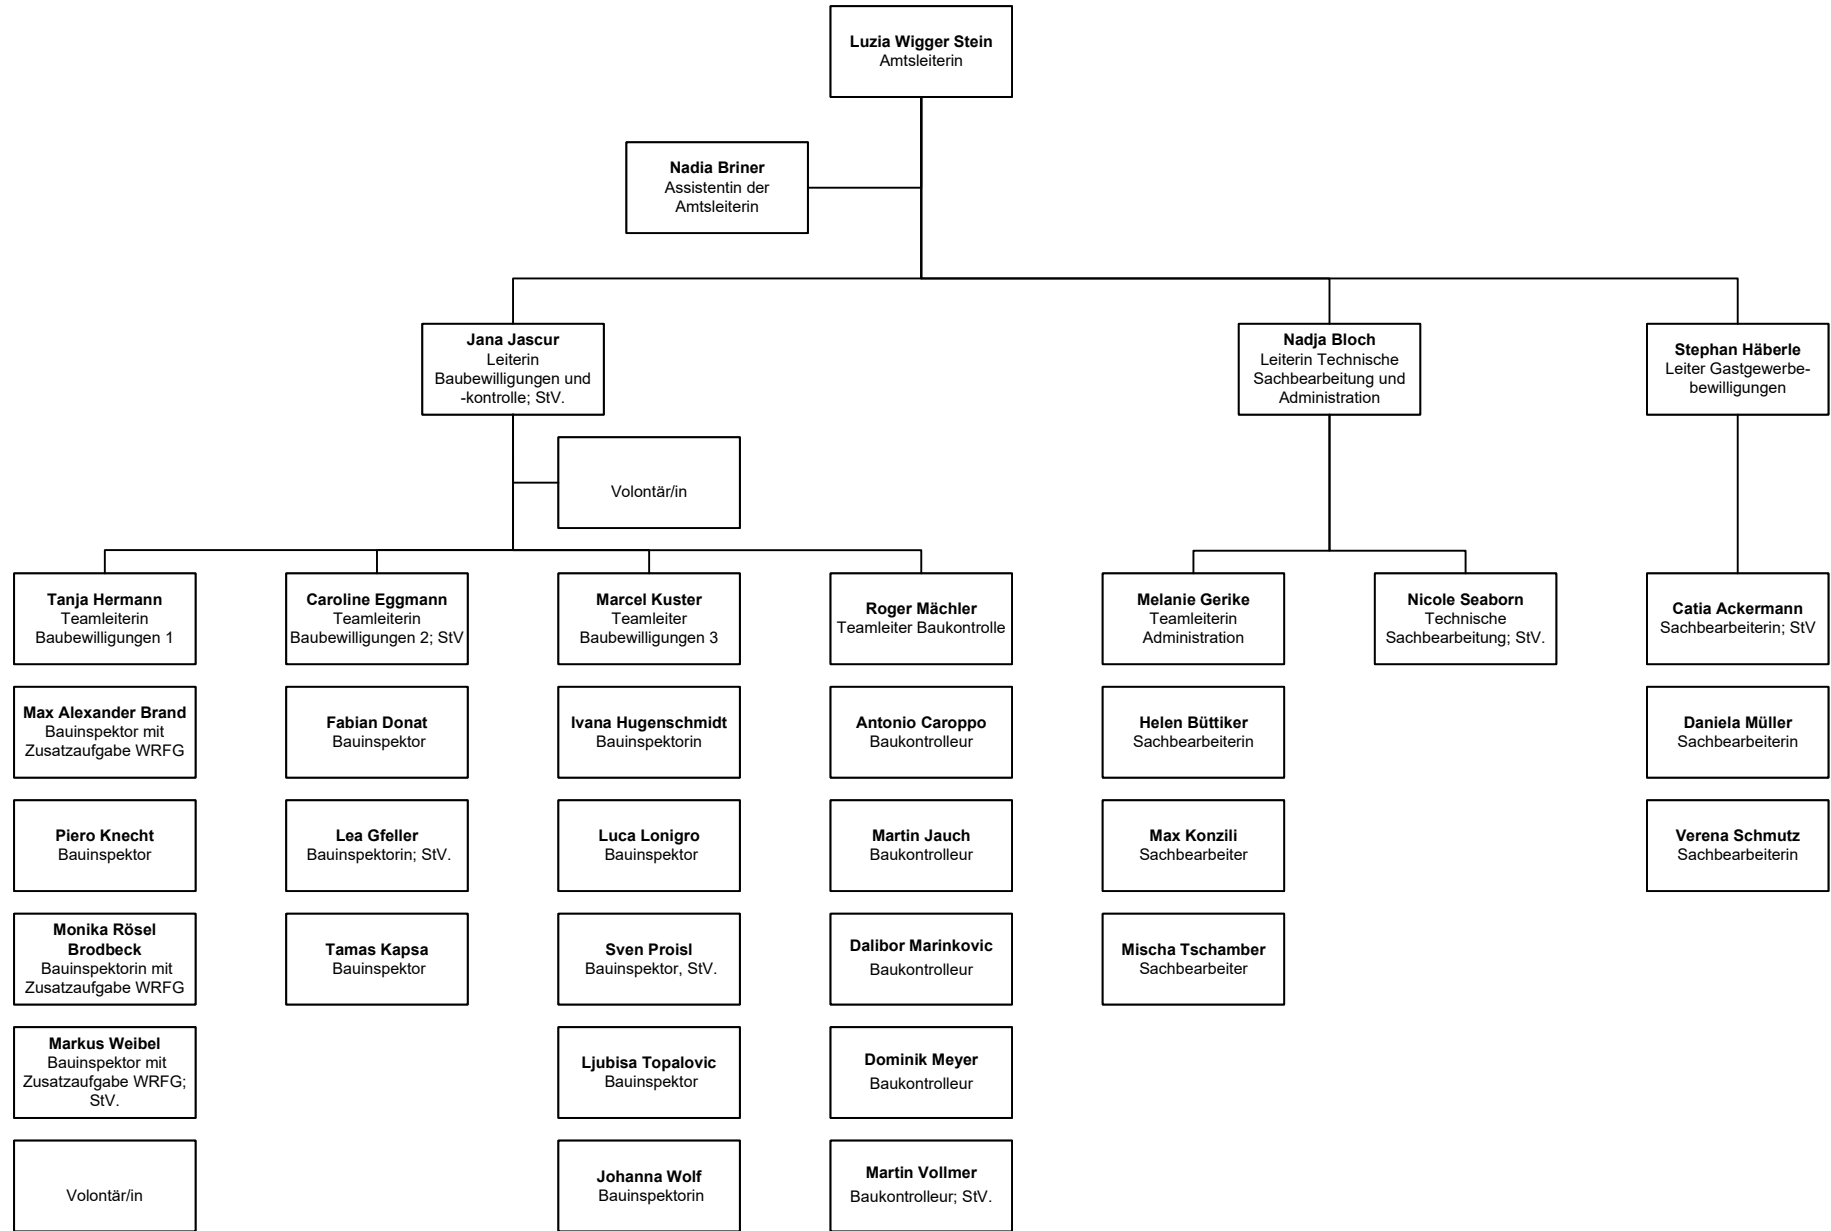 Luzia Wigger Stein
Amtsleiterin
Nadia Briner
Assistentin der
Amtsleiterin
Jana Jascur
Leiterin
Baubewilligungen und
-kontrolle; StV.
Nadja Bloch
Leiterin Technische
Sachbearbeitung und
Administration
Stephan Häberle
Leiter Gastgewerbe-
bewilligungen
Volontär/in
Tanja Hermann
Teamleiterin
Baubewilligungen 1
Caroline Eggmann
Teamleiterin
Baubewilligungen 2; StV
Marcel Kuster
Teamleiter
Baubewilligungen 3
Roger Mächler
Teamleiter Baukontrolle
Melanie Gerike
Teamleiterin
Administration
Nicole Seaborn
Technische
Sachbearbeitung; StV.
Catia Ackermann
Sachbearbeiterin; StV
Max Alexander Brand
Bauinspektor mit
Zusatzaufgabe WRFG
Fabian Donat
Bauinspektor
Ivana Hugenschmidt
Bauinspektorin
Antonio Caroppo
Baukontrolleur
Helen Büttiker
Sachbearbeiterin
Daniela Müller
Sachbearbeiterin
Piero Knecht
Bauinspektor
Lea Gfeller
Bauinspektorin; StV.
Luca Lonigro
Bauinspektor
Martin Jauch
Baukontrolleur
Max Konzili
Sachbearbeiter
Verena Schmutz
Sachbearbeiterin
Monika Rösel
Brodbeck
Bauinspektorin mit
Zusatzaufgabe WRFG
Tamas Kapsa
Bauinspektor
Sven Proisl
Bauinspektor, StV.
Dalibor Marinkovic
Baukontrolleur
Mischa Tschamber
Sachbearbeiter
Markus Weibel
Bauinspektor mit
Zusatzaufgabe WRFG;
StV.
Ljubisa Topalovic
Bauinspektor
Dominik Meyer
Baukontrolleur
Volontär/in
Johanna Wolf
Bauinspektorin
Martin Vollmer
Baukontrolleur; StV.